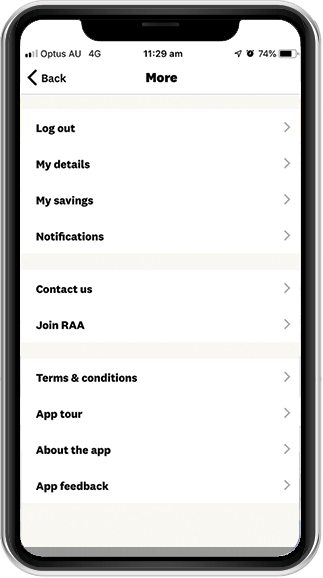 Optus AU 4G 11:29 am 74%
Back More
Log out
My details
My savings
Notifications
Contact us
Join RAA
Terms & conditions
App tour
About the app
App feedback